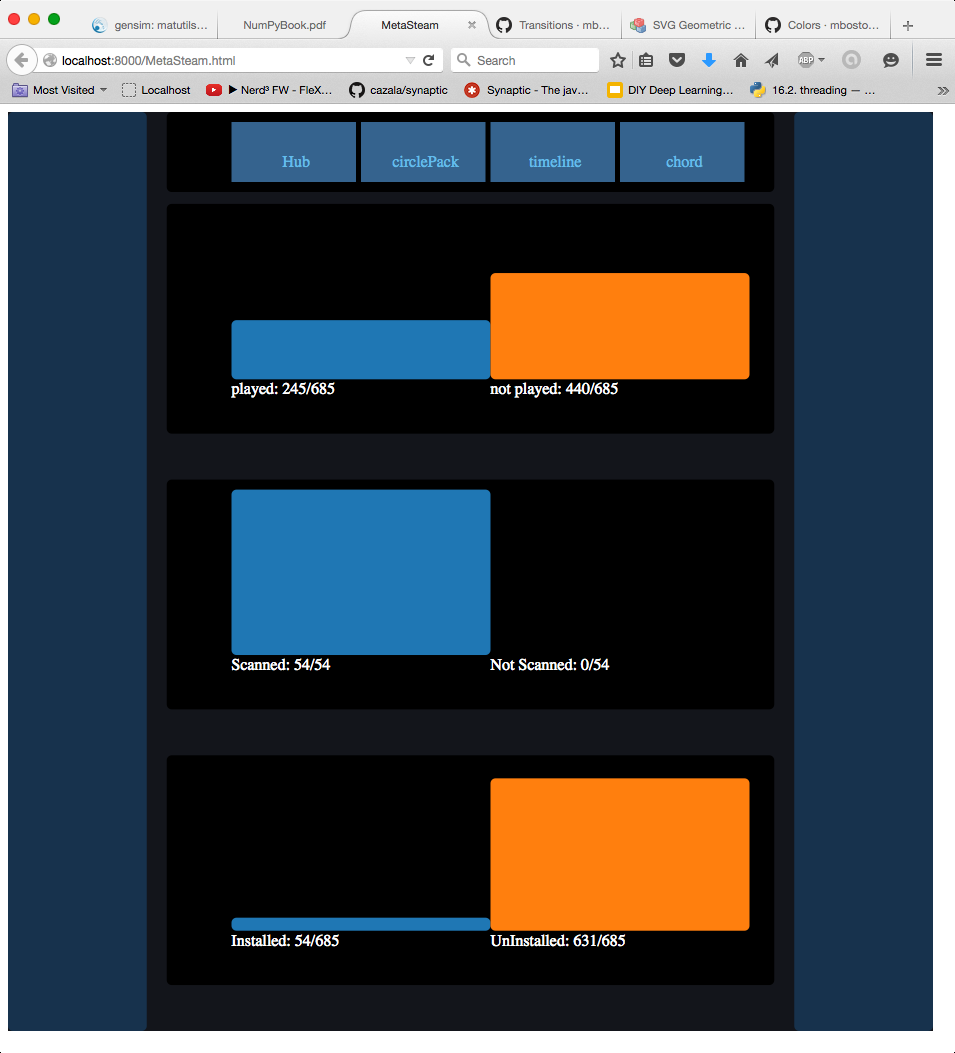 gensim: matutils... NumPyBook.pdf MetaSteam Transitions · mb... SVG Geometric ... Colors · mbosto...
localhost:8000/MetaSteam.html Search ABP
Most Visited Localhost ▶ Nerd³ FW - FleX... cazala/synaptic Synaptic - The jav... DIY Deep Learning... 16.2. threading — ...
Hub circlePack timeline chord
played: 245/685 not played: 440/685
Scanned: 54/54 Not Scanned: 0/54
Installed: 54/685 UnInstalled: 631/685